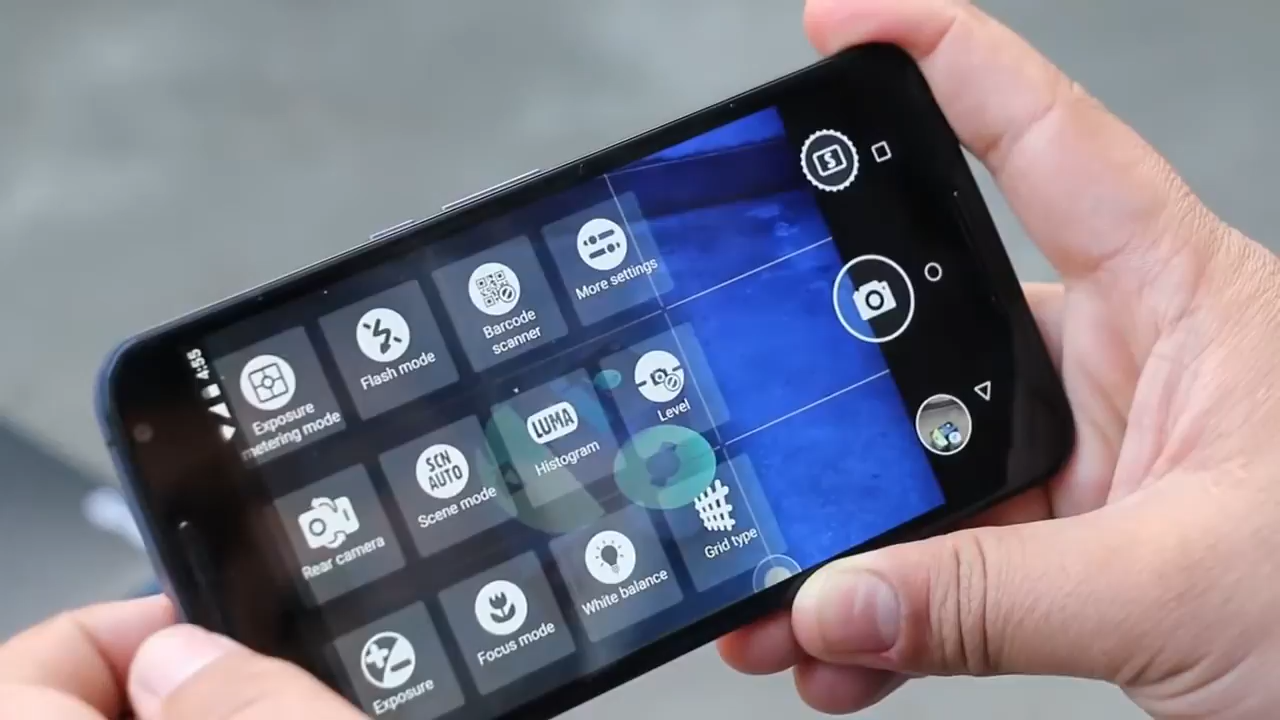 4:55
Exposure
metering mode
Flash mode
Barcode
scanner
More settings
Rear camera
SCN
AUTO
Scene mode
LUMA
Histogram
Level
Exposure
Focus mode
White balance
Grid type
S